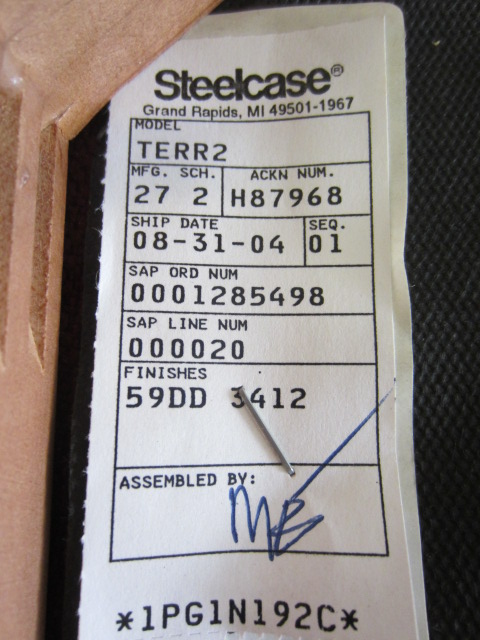 Steelcase®
Grand Rapids, MI 49501-1967
MODEL
TERR2
MFG. SCH. ACKN NUM.
27 2 H87968
SHIP DATE SEQ.
08-31-04 01
SAP ORD NUM
0001285498
SAP LINE NUM
000020
FINISHES
59DD 3412
ASSEMBLED BY:
MB
*1PG1N192C*